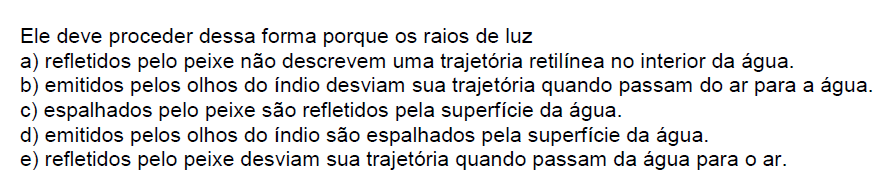 Ele deve proceder dessa forma porque os raios de luz
a) refletidos pelo peixe não descrevem uma trajetória retilínea no interior da água.
b) emitidos pelos olhos do índio desviam sua trajetória quando passam do ar para a água.
c) espalhados pelo peixe são refletidos pela superfície da água.
d) emitidos pelos olhos do índio são espalhados pela superfície da água.
e) refletidos pelo peixe desviam sua trajetória quando passam da água para o ar.